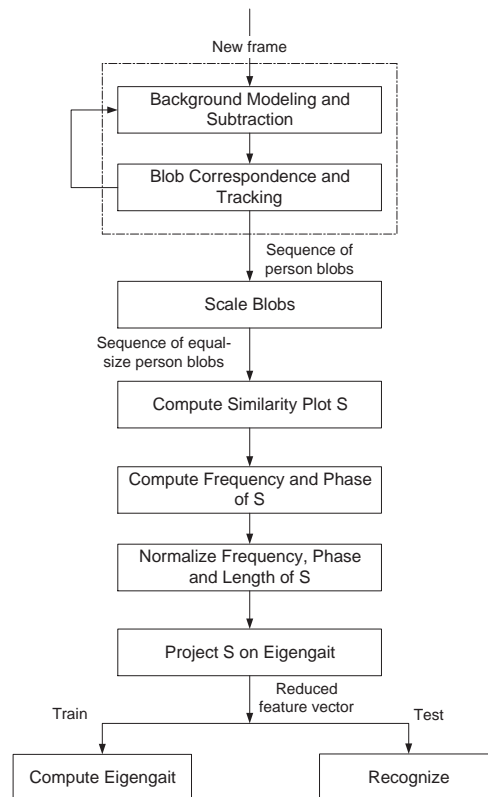 New frame
Background Modeling and
Subtraction
Blob Correspondence and
Tracking
Sequence of
person blobs
Scale Blobs
Sequence of equal-
size person blobs
Compute Similarity Plot S
Compute Frequency and Phase
of S
Normalize Frequency, Phase
and Length of S
Project S on Eigengait
Reduced
feature vector
Train
Test
Compute Eigengait
Recognize